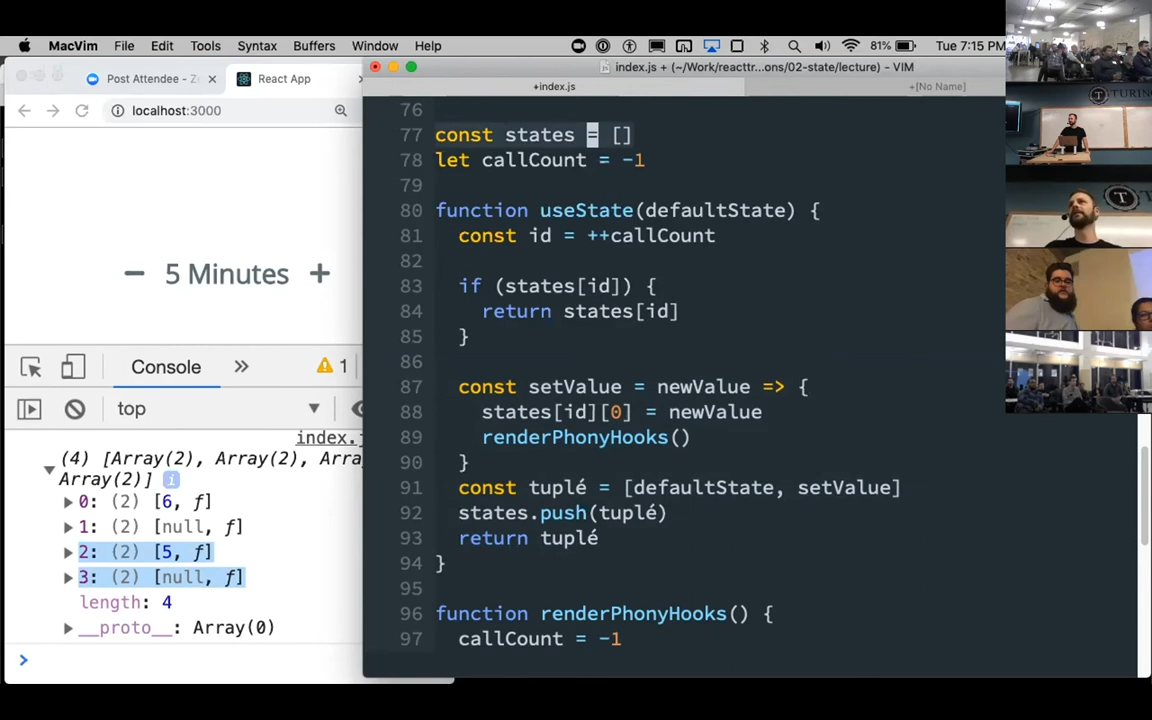 MacVim File Edit Tools Syntax Buffers Window Help 81% Tue 7:15 PM
Post Attendee - Z
React App
index.js + (~/Work/reacttr...ons/02-state/lecture) - VIM
+index.js
+[No Name]
localhost:3000
− 5 Minutes +
Console » 1
top
index.j
(4) [Array(2), Array(2), Arra
Array(2)] i
0: (2) [6, ƒ]
1: (2) [null, ƒ]
2: (2) [5, ƒ]
3: (2) [null, ƒ]
length: 4
__proto__: Array(0)
>
76
77 const states = []
78 let callCount = -1
79
80 function useState(defaultState) {
81 const id = ++callCount
82
83 if (states[id]) {
84 return states[id]
85 }
86
87 const setValue = newValue => {
88 states[id][0] = newValue
89 renderPhonyHooks()
90 }
91 const tuplé = [defaultState, setValue]
92 states.push(tuplé)
93 return tuplé
94 }
95
96 function renderPhonyHooks() {
97 callCount = -1
TURIN
T